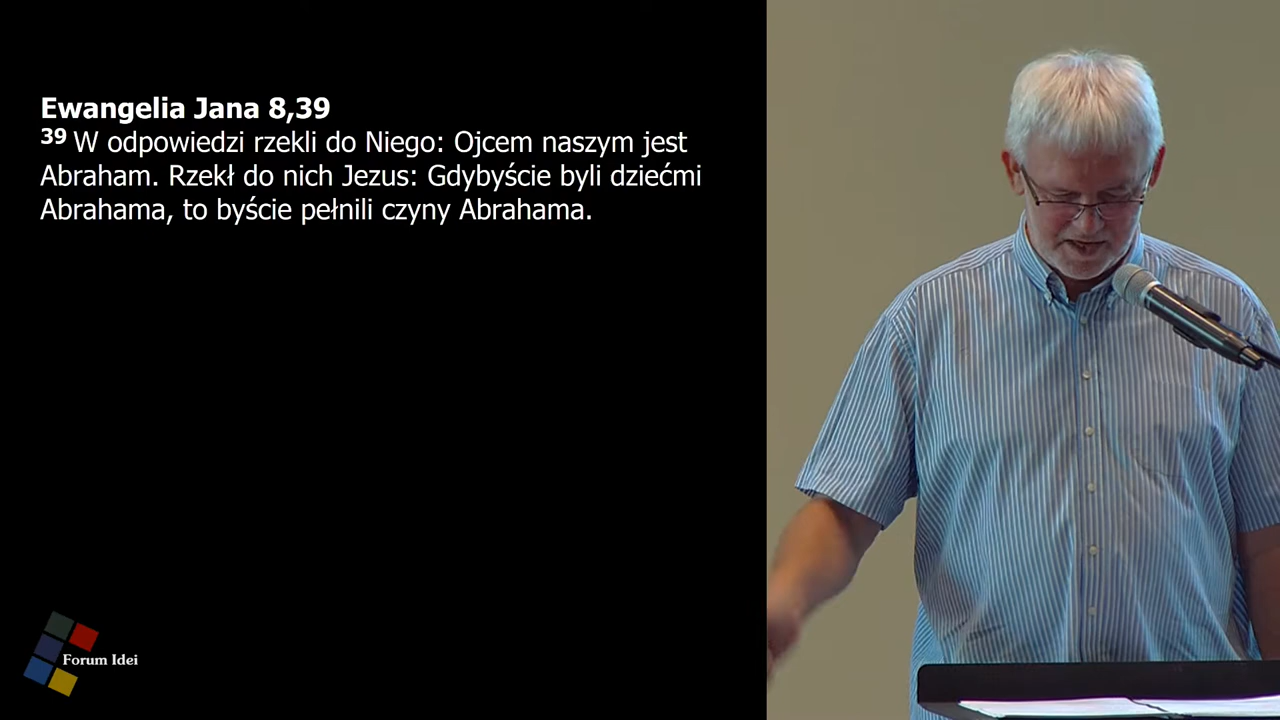 Ewangelia Jana 8,39
39 W odpowiedzi rzekli do Niego: Ojcem naszym jest
Abraham. Rzekł do nich Jezus: Gdybyście byli dziećmi
Abrahama, to byście pełnili czyny Abrahama.
Forum Idei